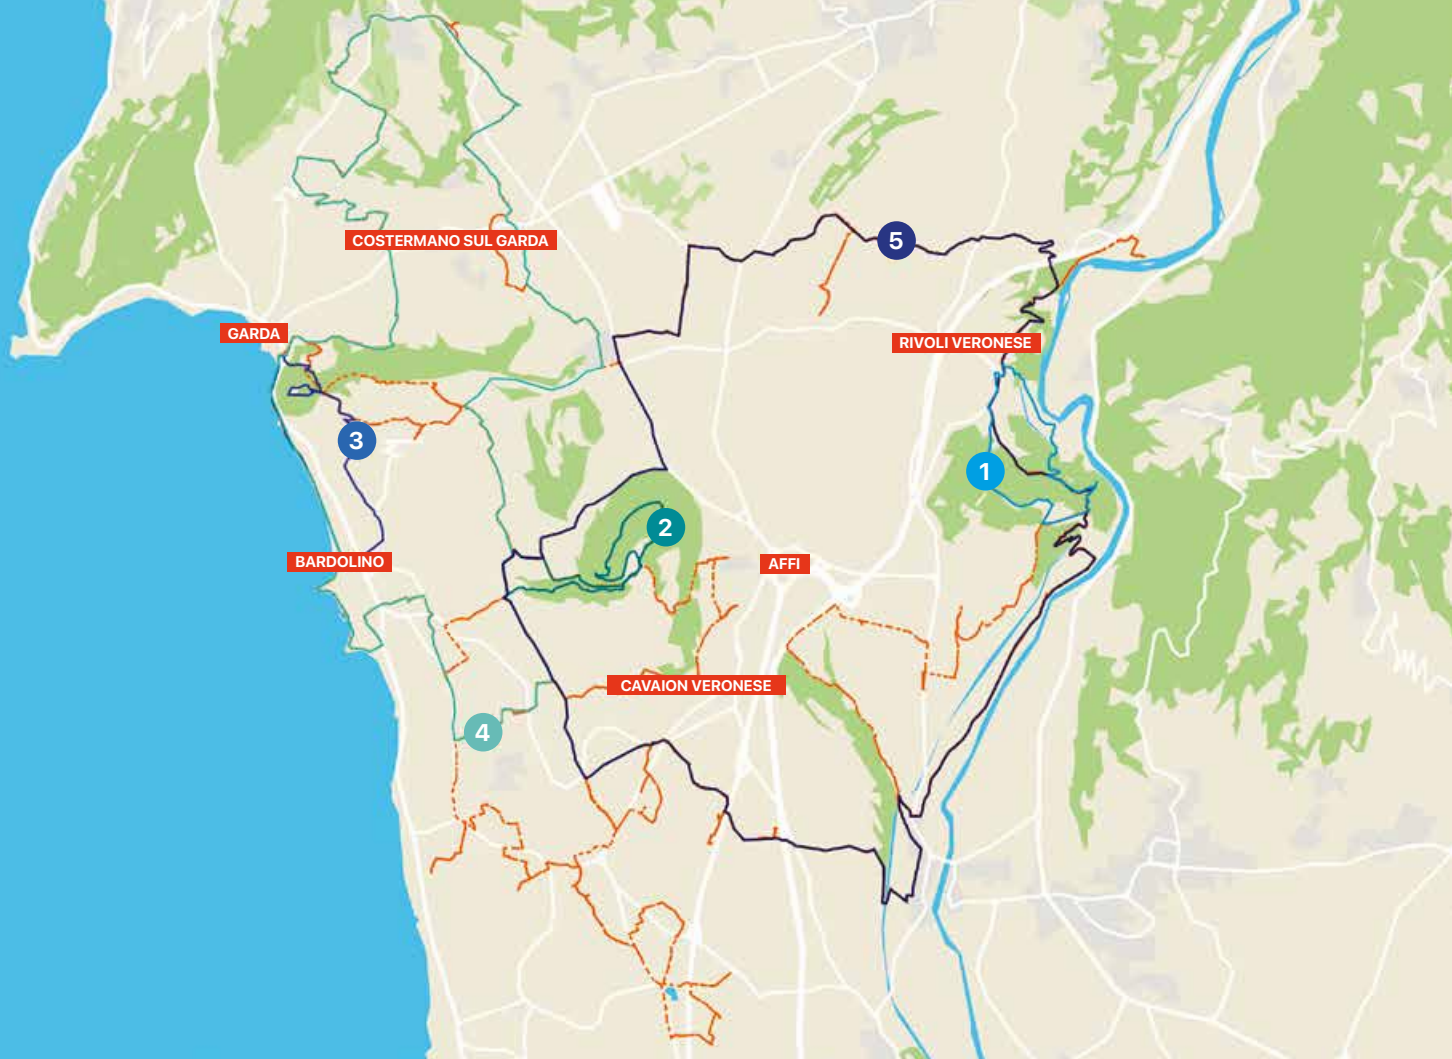 COSTERMANO SUL GARDA
5
GARDA
RIVOLI VERONESE
3
1
2
BARDOLINO
AFFI
CAVAION VERONESE
4